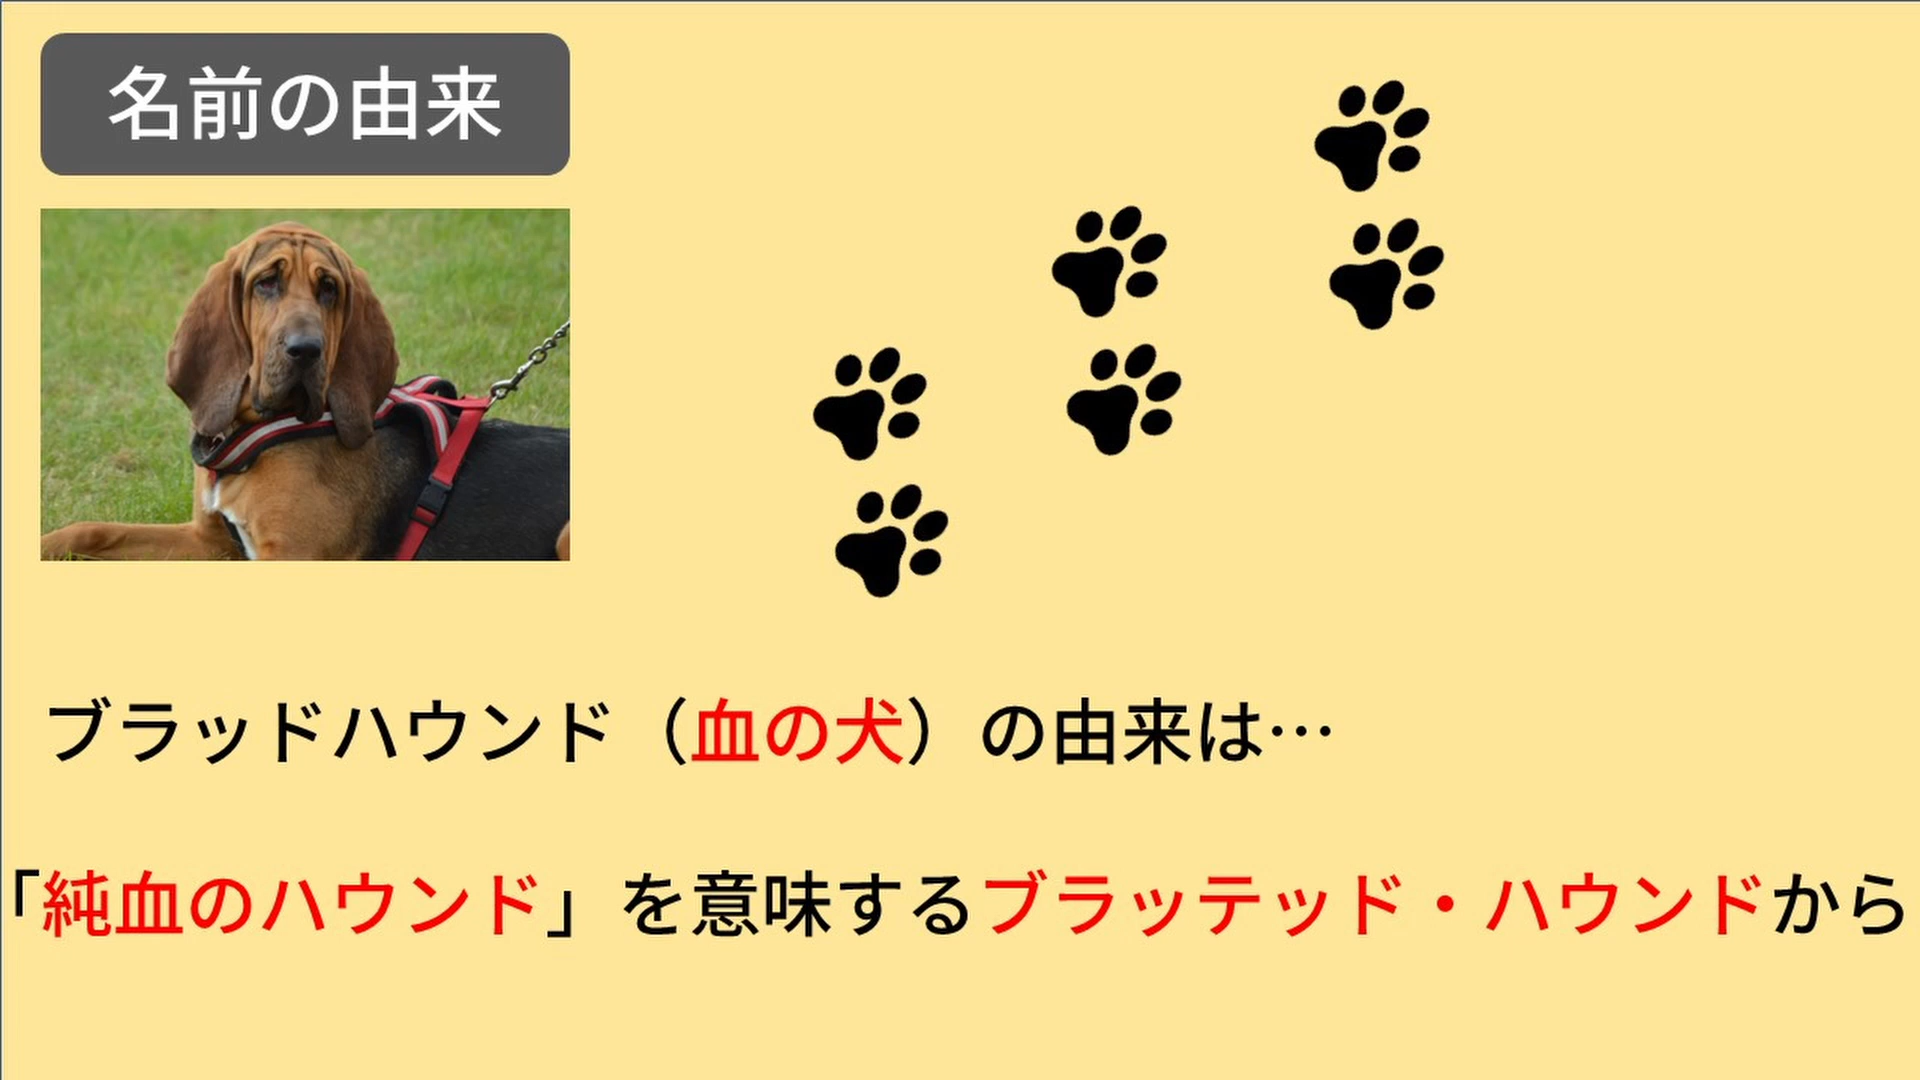 名前の由来
ブラッドハウンド（血の犬）の由来は…
「純血のハウンド」を意味するブラッテッド・ハウンドから